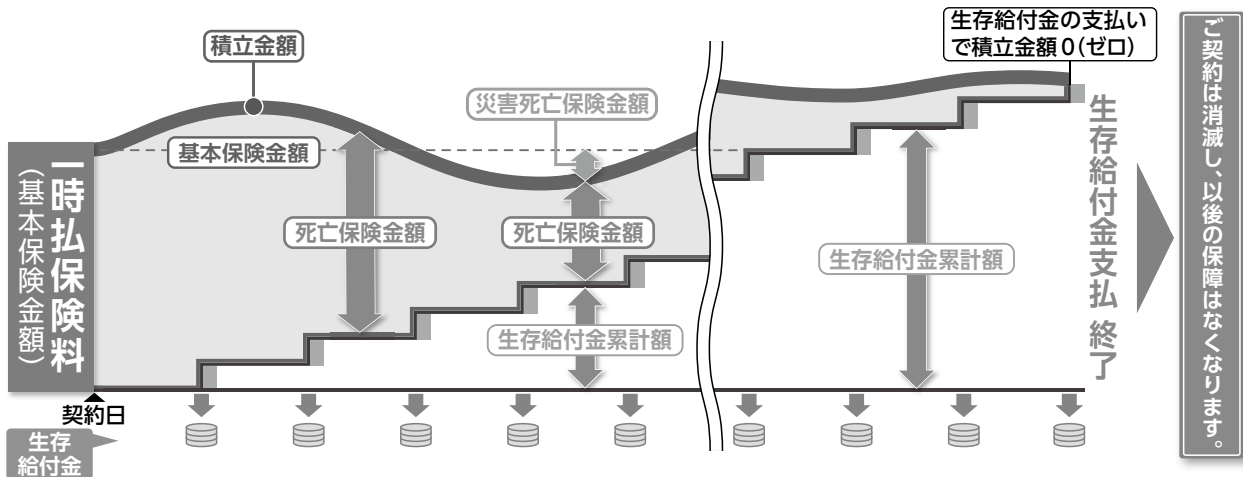 積立金額
災害死亡保険金額
生存給付金の支払い
で積立金額0(ゼロ)
基本保険金額
一時払保険料
(基本保険金額)
死亡保険金額
死亡保険金額
生存給付金累計額
生存給付金累計額
生存給付金支払 終了
ご契約は消滅し、以後の保障はなくなります。
契約日
生存
給付金